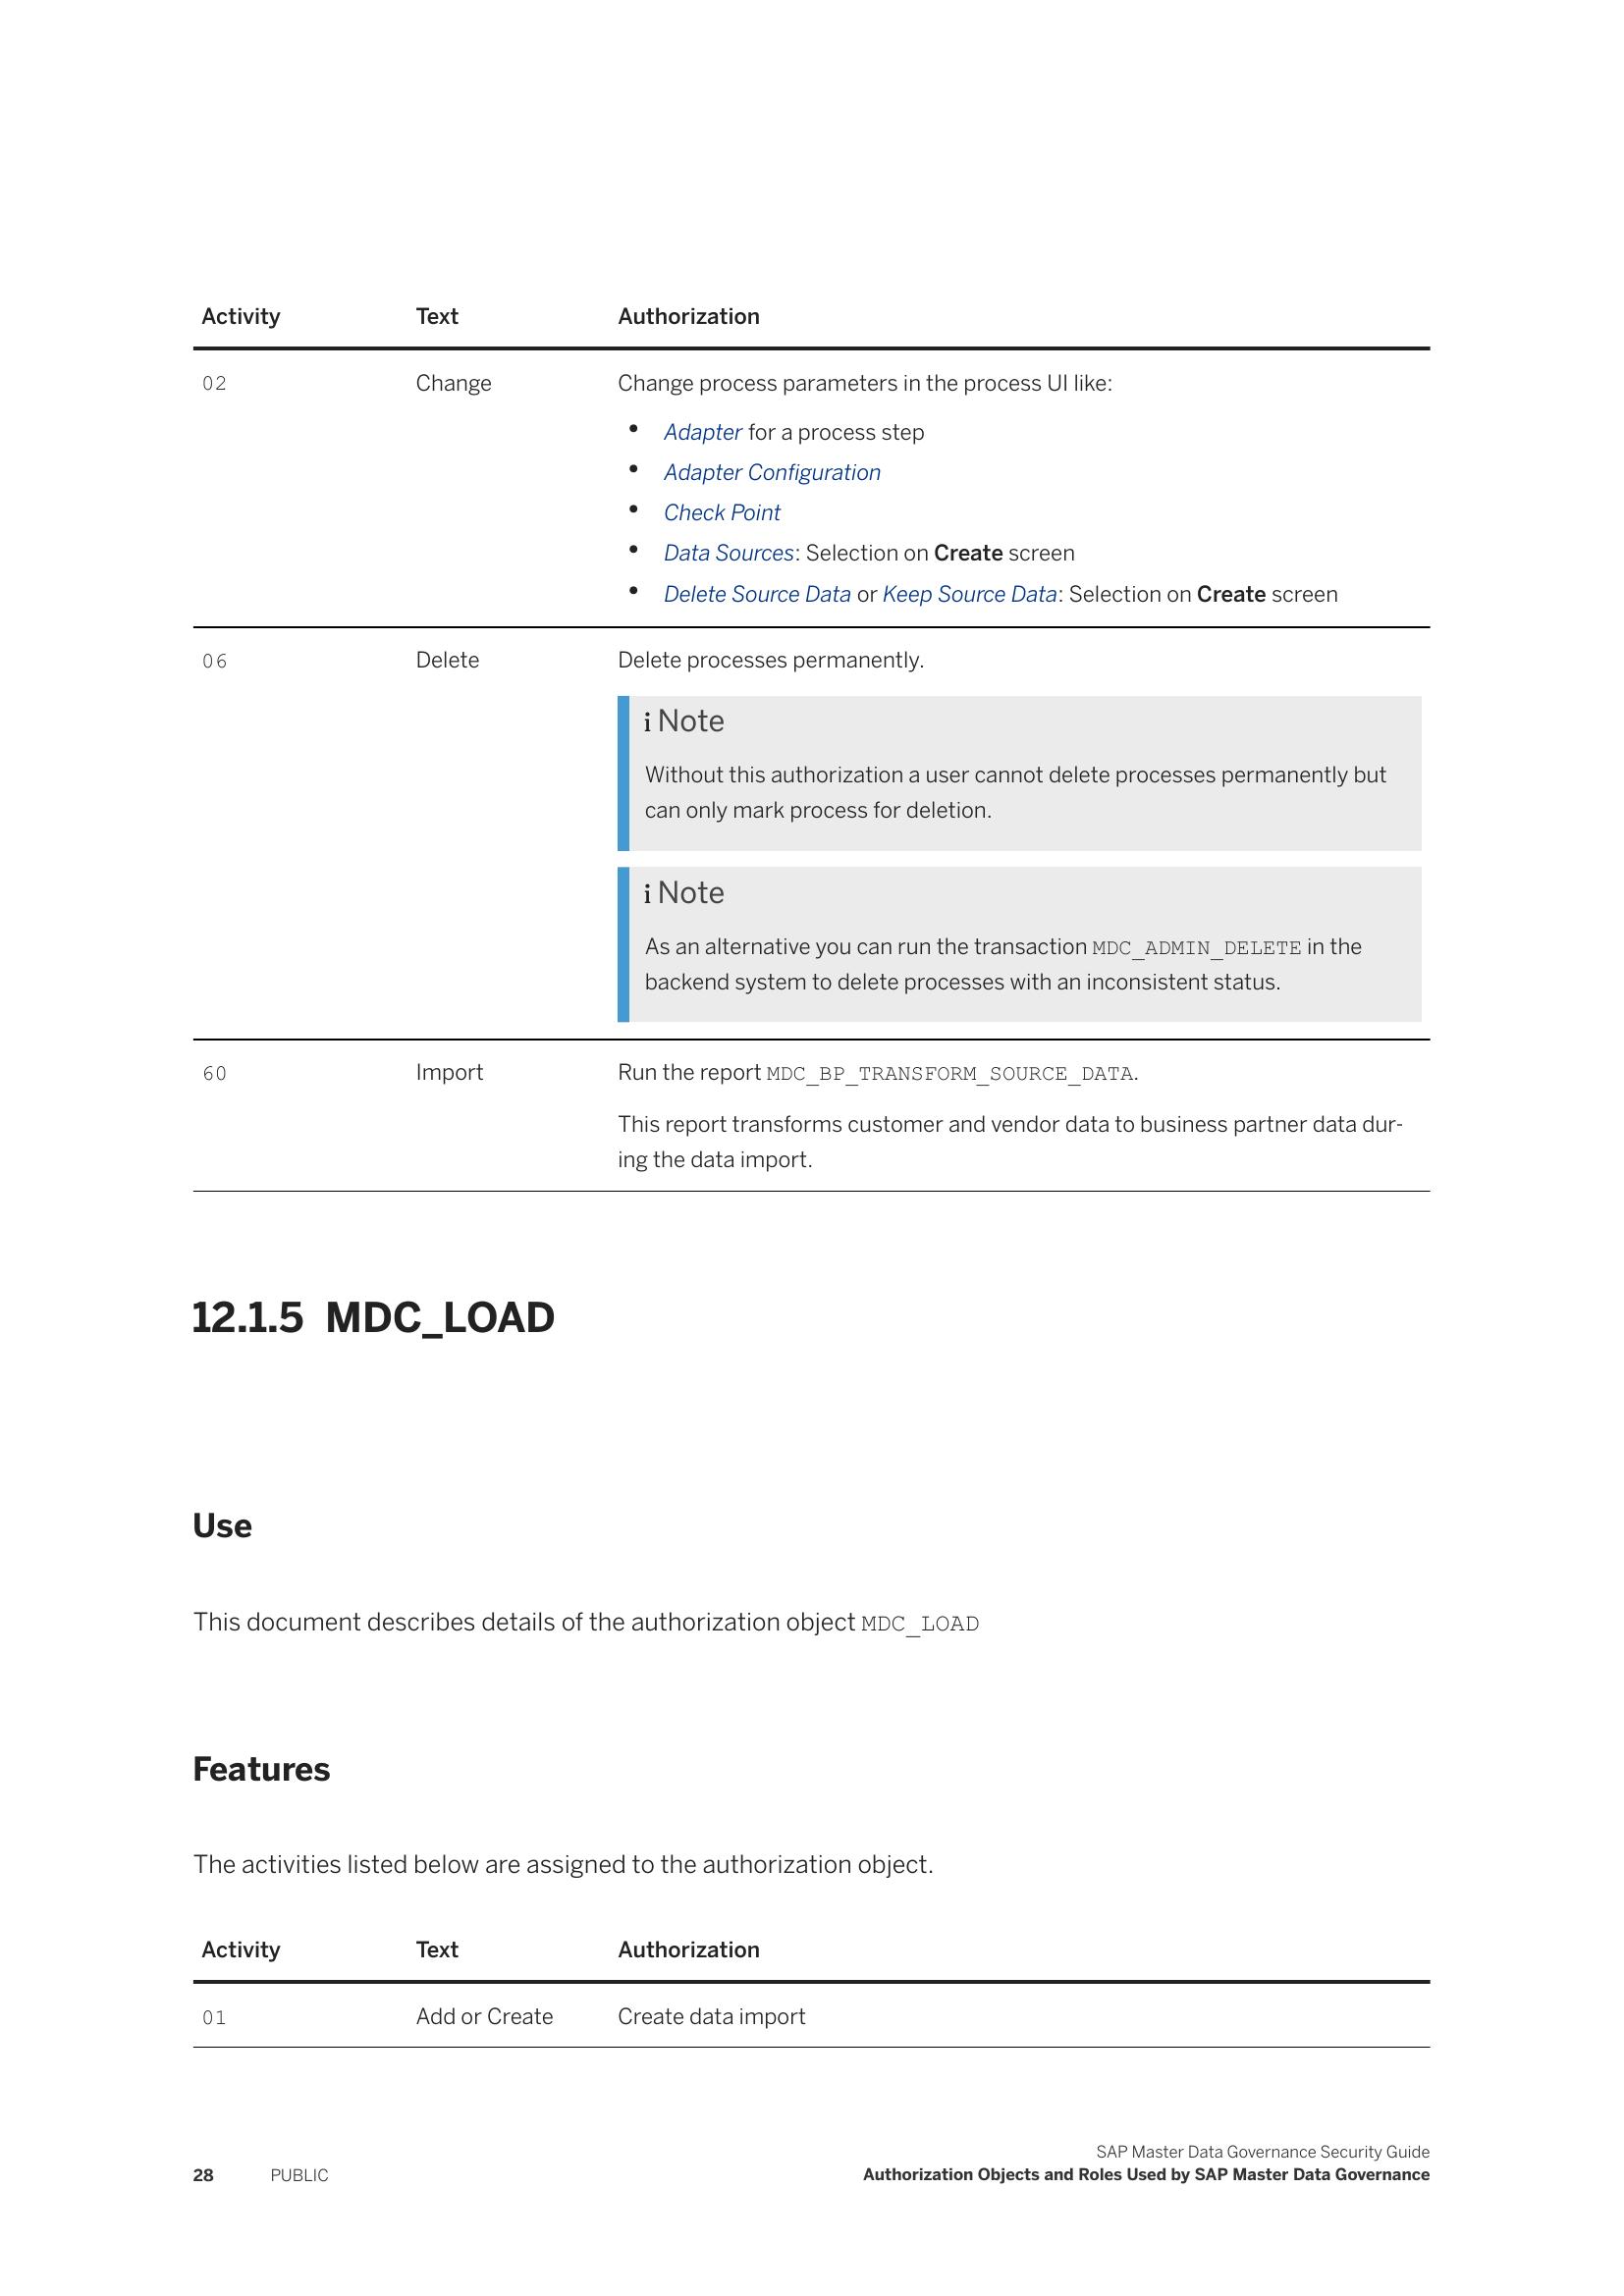 Activity Text Authorization
02 Change Change process parameters in the process UI like:
• Adapter for a process step
• Adapter Configuration
• Check Point
• Data Sources: Selection on Create screen
• Delete Source Data or Keep Source Data: Selection on Create screen
06 Delete Delete processes permanently.
i Note
Without this authorization a user cannot delete processes permanently but
can only mark process for deletion.
i Note
As an alternative you can run the transaction MDC_ADMIN_DELETE in the
backend system to delete processes with an inconsistent status.
60 Import Run the report MDC_BP_TRANSFORM_SOURCE_DATA.
This report transforms customer and vendor data to business partner data dur-
ing the data import.
12.1.5 MDC_LOAD
Use
This document describes details of the authorization object MDC_LOAD
Features
The activities listed below are assigned to the authorization object.
Activity Text Authorization
01 Add or Create Create data import
SAP Master Data Governance Security Guide
28 PUBLIC Authorization Objects and Roles Used by SAP Master Data Governance